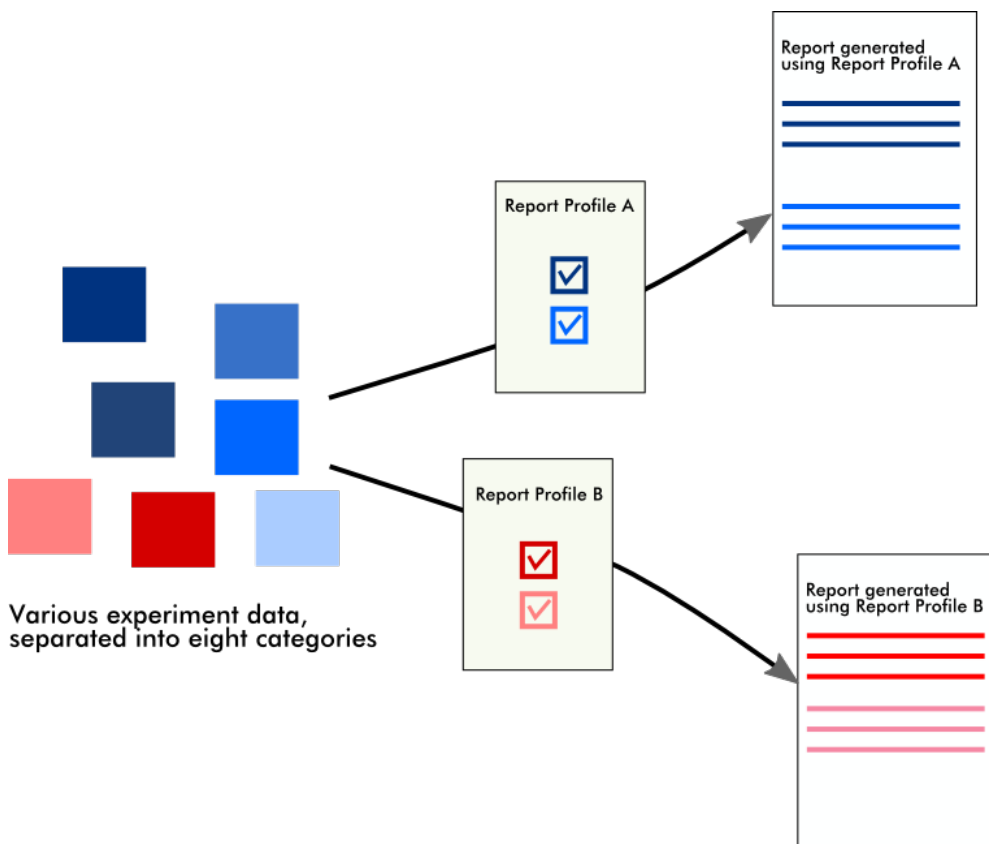 Report generated
using Report Profile A
Report Profile A
Report Profile B
Various experiment data,
separated into eight categories
Report generated
using Report Profile B